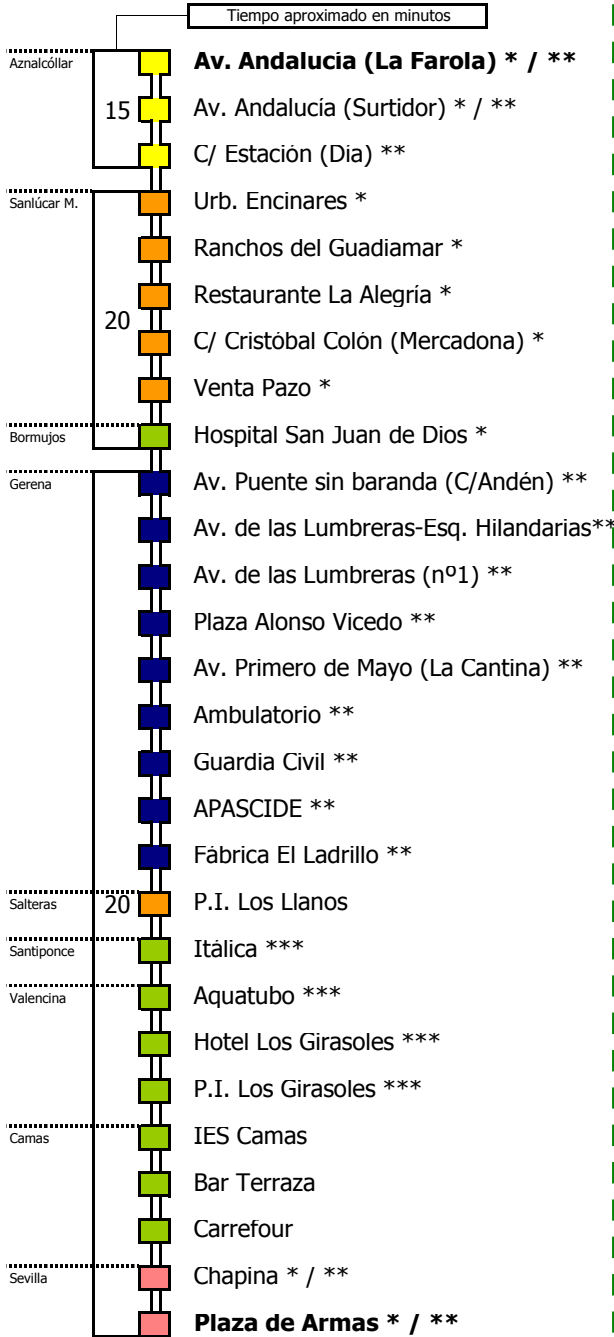 Tiempo aproximado en minutos
Aznalcóllar
Av. Andalucía (La Farola) * / **
15
Av. Andalucía (Surtidor) * / **
C/ Estación (Dia) **
Sanlúcar M.
Urb. Encinares *
Ranchos del Guadiamar *
Restaurante La Alegría *
20
C/ Cristóbal Colón (Mercadona) *
Venta Pazo *
Bormujos
Hospital San Juan de Dios *
Gerena
Av. Puente sin baranda (C/Andén) **
Av. de las Lumbreras-Esq. Hilandarias**
Av. de las Lumbreras (nº1) **
Plaza Alonso Vicedo **
Av. Primero de Mayo (La Cantina) **
Ambulatorio **
Guardia Civil **
APASCIDE **
Fábrica El Ladrillo **
Salteras
20
P.I. Los Llanos
Santiponce
Itálica ***
Valencina
Aquatubo ***
Hotel Los Girasoles ***
P.I. Los Girasoles ***
Camas
IES Camas
Bar Terraza
Carrefour
Sevilla
Chapina * / **
Plaza de Armas * / **